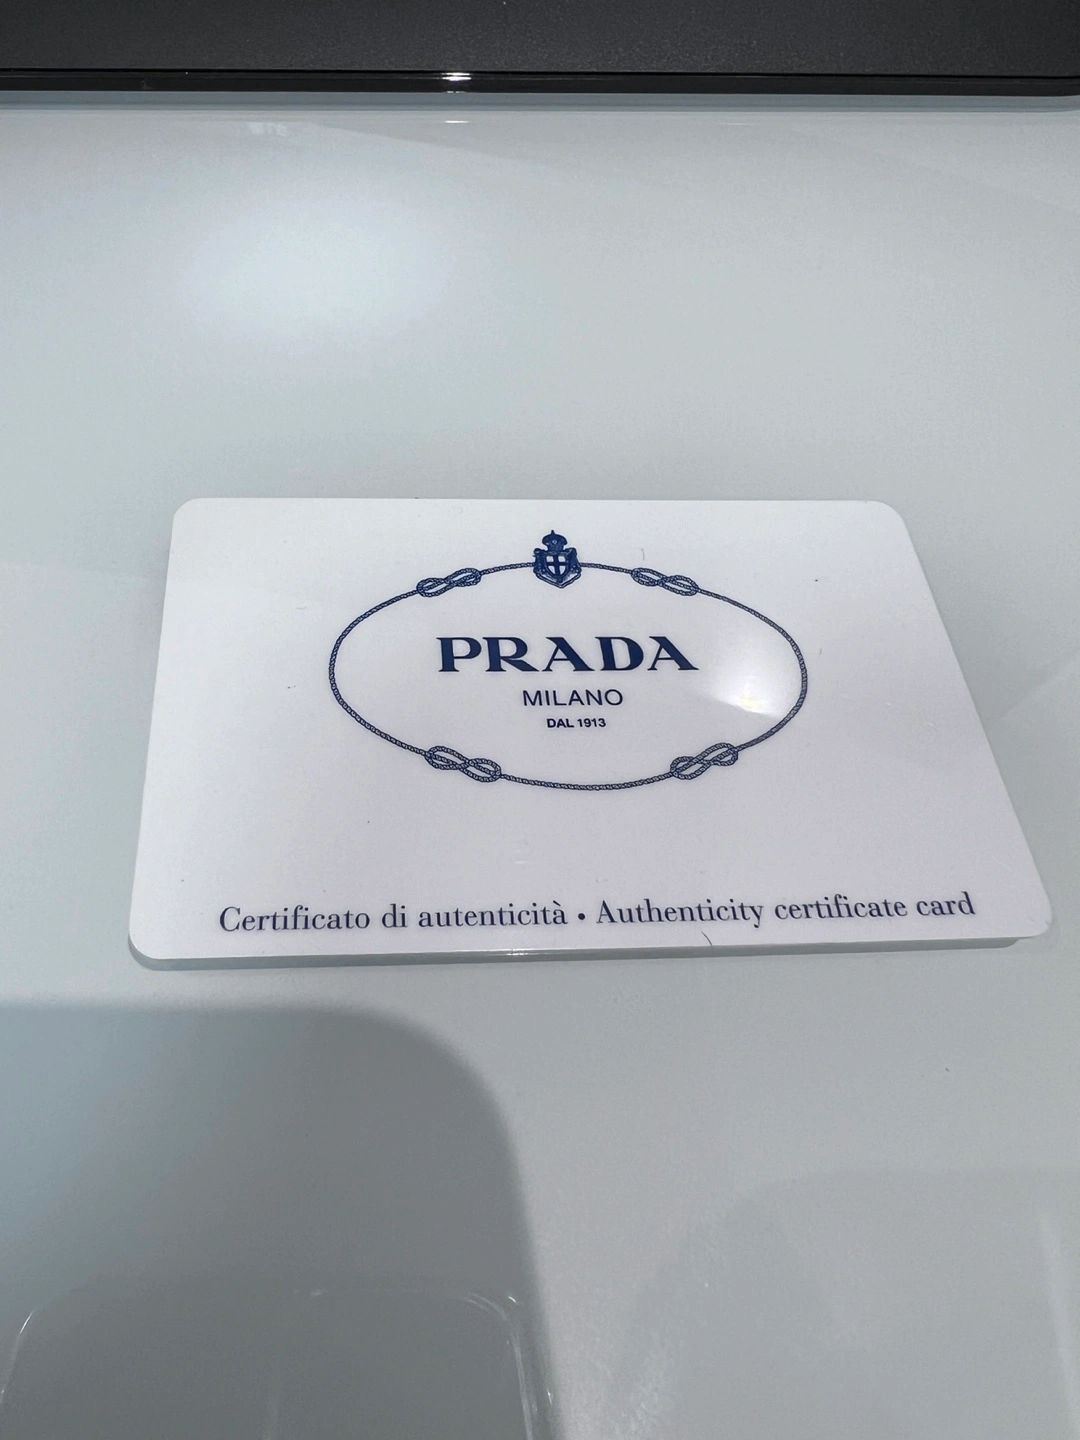 PRADA
MILANO
DAL 1913
Certificato di autenticità • Authenticity certificate card